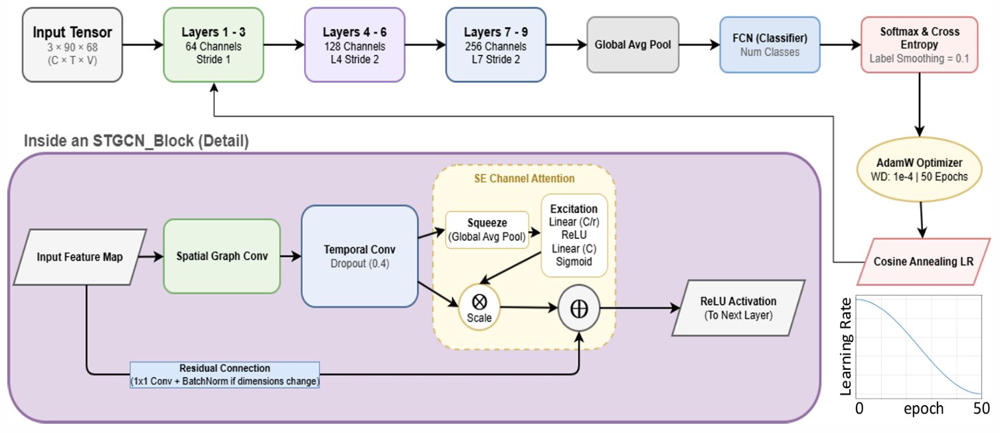 Input Tensor
3 × 90 × 68
(C × T × V)
Layers 1 - 3
64 Channels
Stride 1
Layers 4 - 6
128 Channels
L4 Stride 2
Layers 7 - 9
256 Channels
L7 Stride 2
Global Avg Pool
FCN (Classifier)
Num Classes
Softmax & Cross
Entropy
Label Smoothing = 0.1
AdamW Optimizer
WD: 1e-4 | 50 Epochs
Cosine Annealing LR
Learning Rate
0 epoch 50
Inside an STGCN_Block (Detail)
Input Feature Map
Spatial Graph Conv
Temporal Conv
Dropout (0.4)
SE Channel Attention
Squeeze
(Global Avg Pool)
Excitation
Linear (C/r)
ReLU
Linear (C)
Sigmoid
⊗
Scale
⊕
ReLU Activation
(To Next Layer)
Residual Connection
(1x1 Conv + BatchNorm if dimensions change)